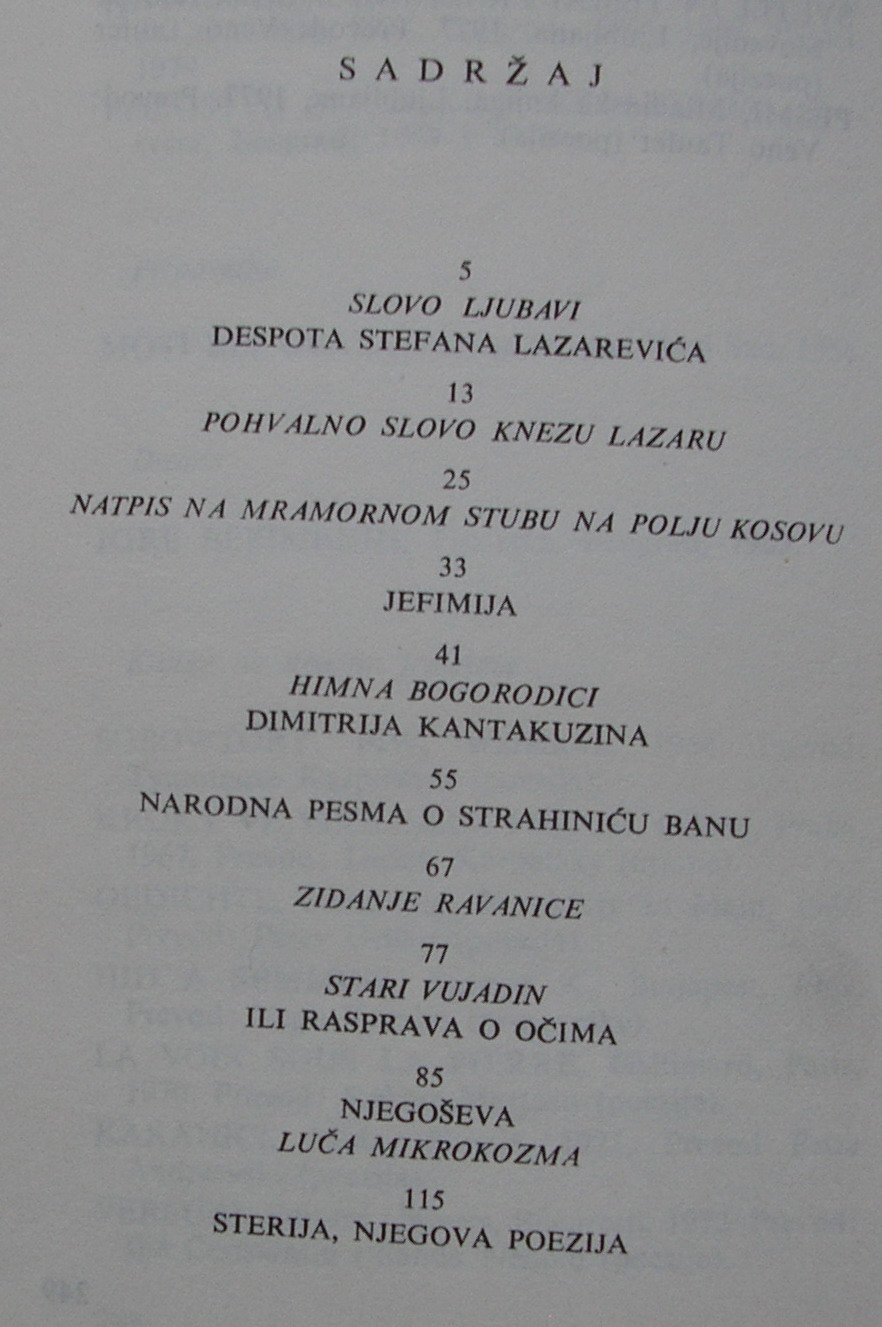 SADRŽAJ
5
SLOVO LJUBAVI
DESPOTA STEFANA LAZAREVIĆA
13
POHVALNO SLOVO KNEZU LAZARU
25
NATPIS NA MRAMORNOM STUBU NA POLJU KOSOVU
33
JEFIMIJA
41
HIMNA BOGORODICI
DIMITRIJA KANTAKUZINA
55
NARODNA PESMA O STRAHINIĆU BANU
67
ZIDANJE RAVANICE
77
STARI VUJADIN
ILI RASPRAVA O OČIMA
85
NJEGOŠEVA
LUČA MIKROKOZMA
115
STERIJA, NJEGOVA POEZIJA